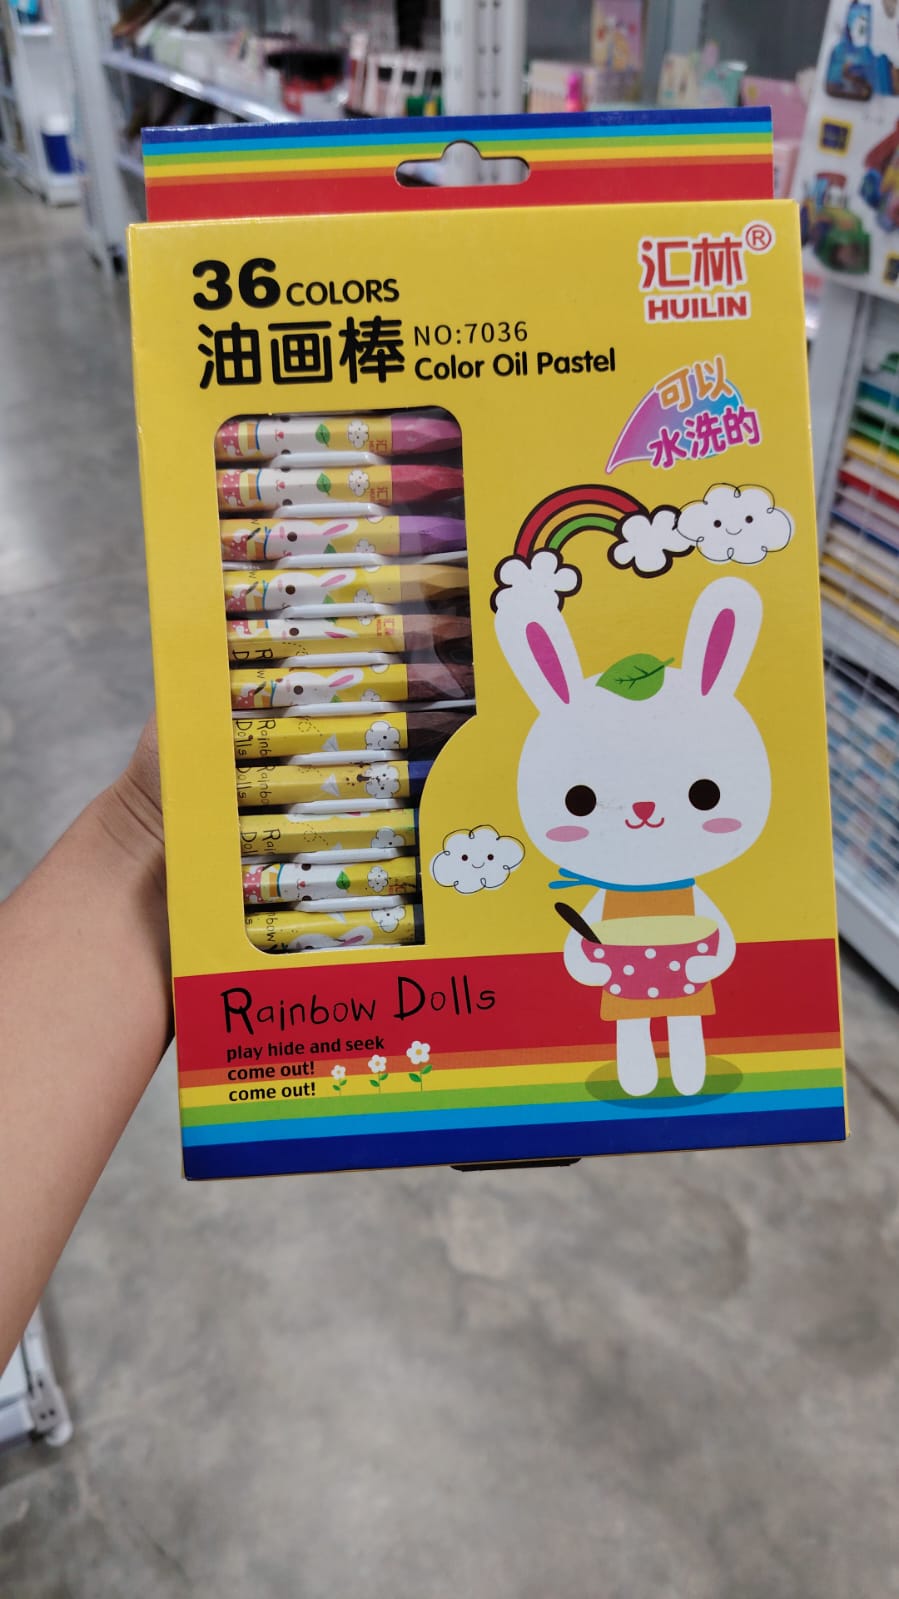 36 COLORS
油画棒
NO:7036
Color Oil Pastel
汇林®
HUILIN
可以
水洗的
Rainbow Dolls
play hide and seek
come out!
come out!